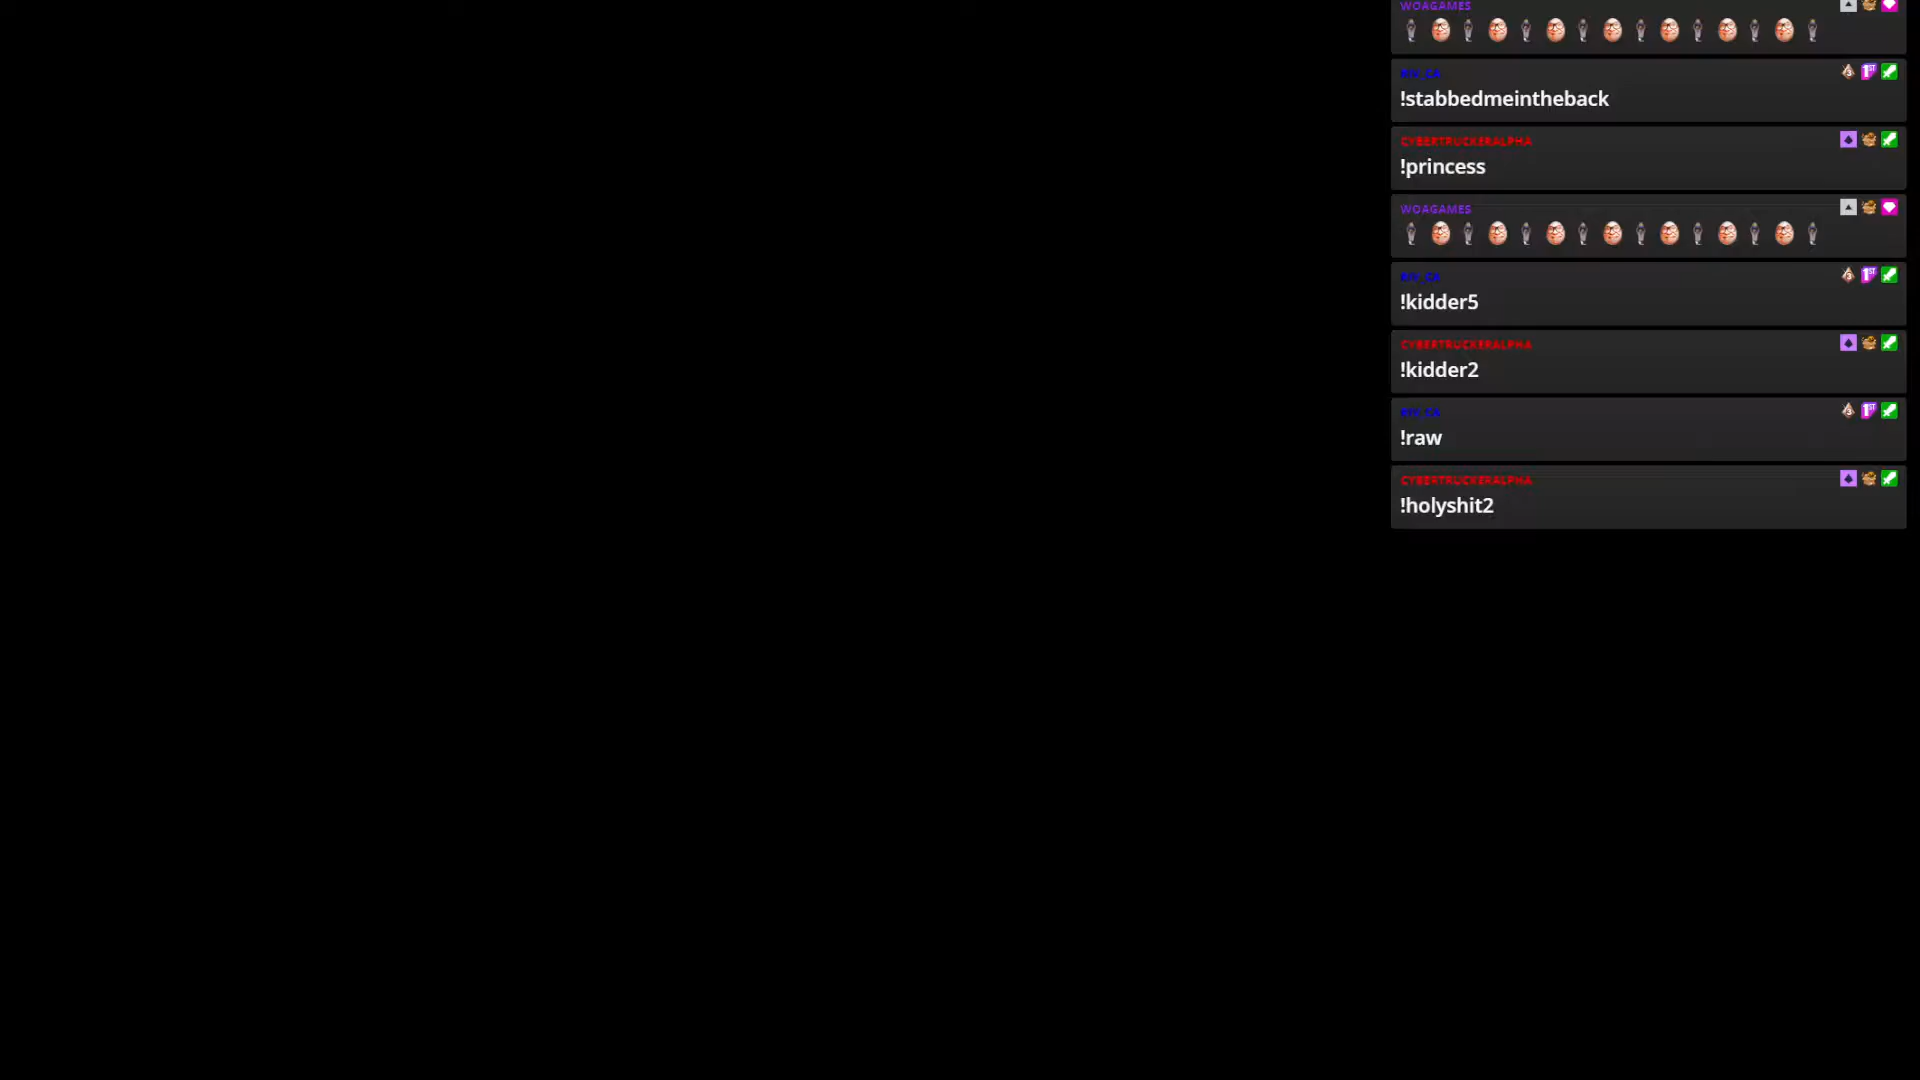 WOAGAMES
!stabbedmeintheback
CYBERTRUCKERALPHA
!princess
WOAGAMES
!kidder5
CYBERTRUCKERALPHA
!kidder2
!raw
CYBERTRUCKERALPHA
!holyshit2